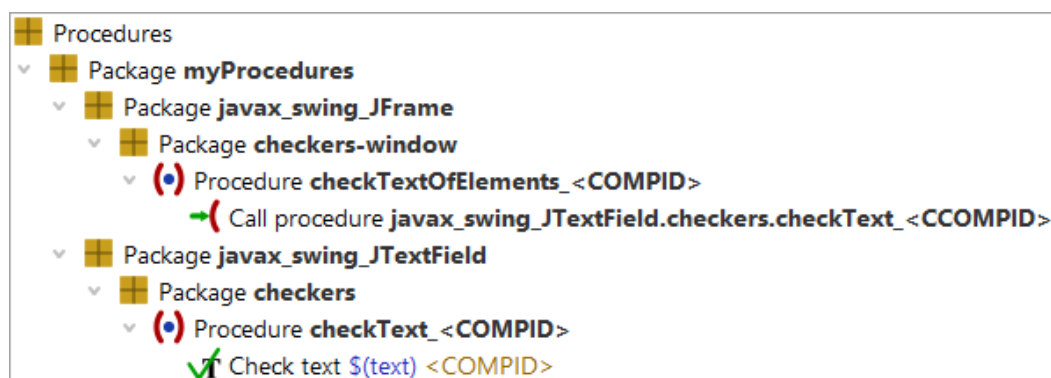 Procedures
Package myProcedures
Package javax_swing_JFrame
Package checkers-window
Procedure checkTextOfElements_<COMPID>
Call procedure javax_swing_JTextField.checkers.checkText_<CCOMPID>
Package javax_swing_JTextField
Package checkers
Procedure checkText_<COMPID>
Check text $(text) <COMPID>